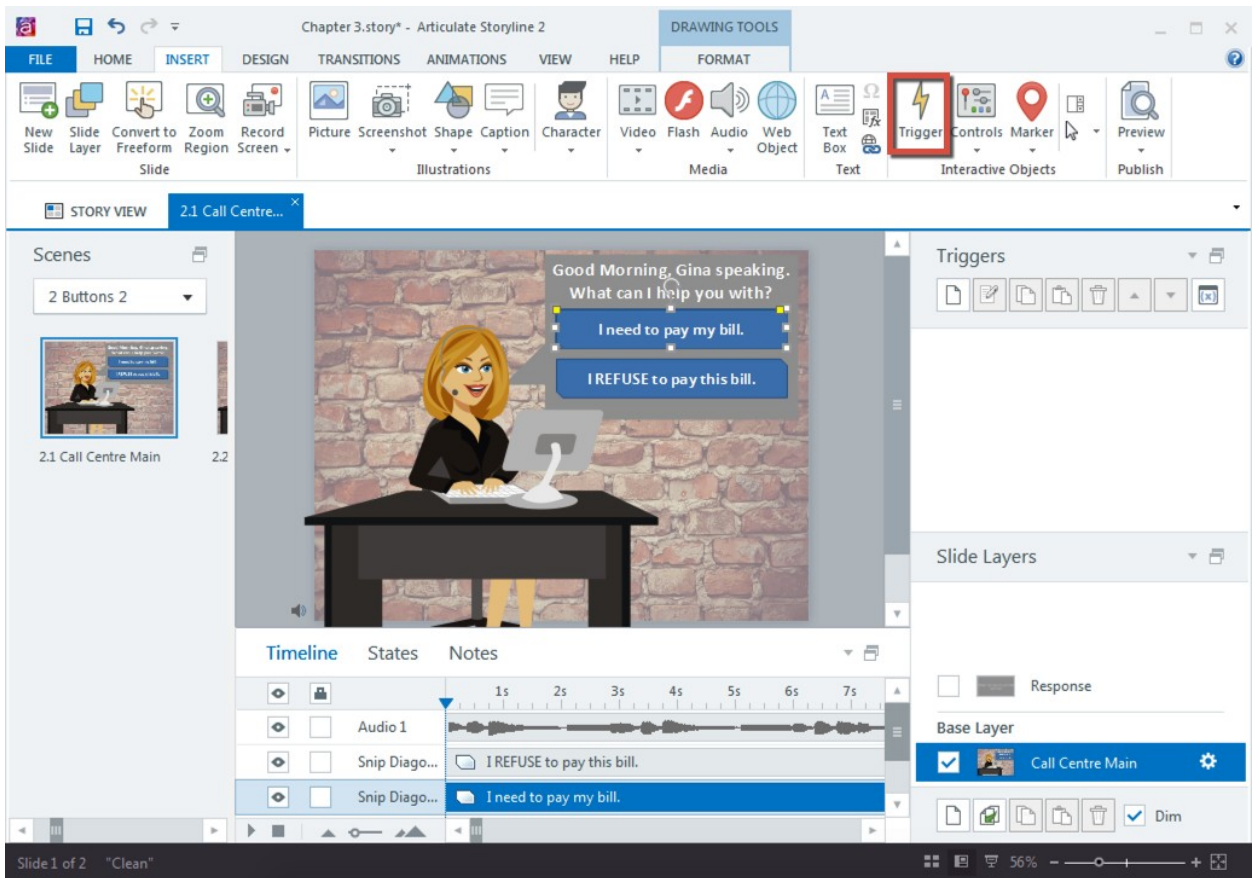 Chapter 3.story* - Articulate Storyline 2
DRAWING TOOLS
FILE HOME INSERT DESIGN TRANSITIONS ANIMATIONS VIEW HELP FORMAT
New Slide
Slide Layer
Convert to Freeform
Zoom Region
Record Screen
Picture
Screenshot
Shape
Caption
Character
Video
Flash
Audio
Web Object
Text Box
Trigger
Controls
Marker
Preview
Slide
Illustrations
Media
Text
Interactive Objects
Publish
STORY VIEW
2.1 Call Centre...
Scenes
2 Buttons 2
2.1 Call Centre Main
2.2
Good Morning, Gina speaking.
What can I help you with?
I need to pay my bill.
I REFUSE to pay this bill.
Triggers
Slide Layers
Response
Base Layer
Call Centre Main
Dim
Timeline States Notes
1s 2s 3s 4s 5s 6s 7s
Audio 1
Snip Diago... I REFUSE to pay this bill.
Snip Diago... I need to pay my bill.
Slide 1 of 2 "Clean"
56%